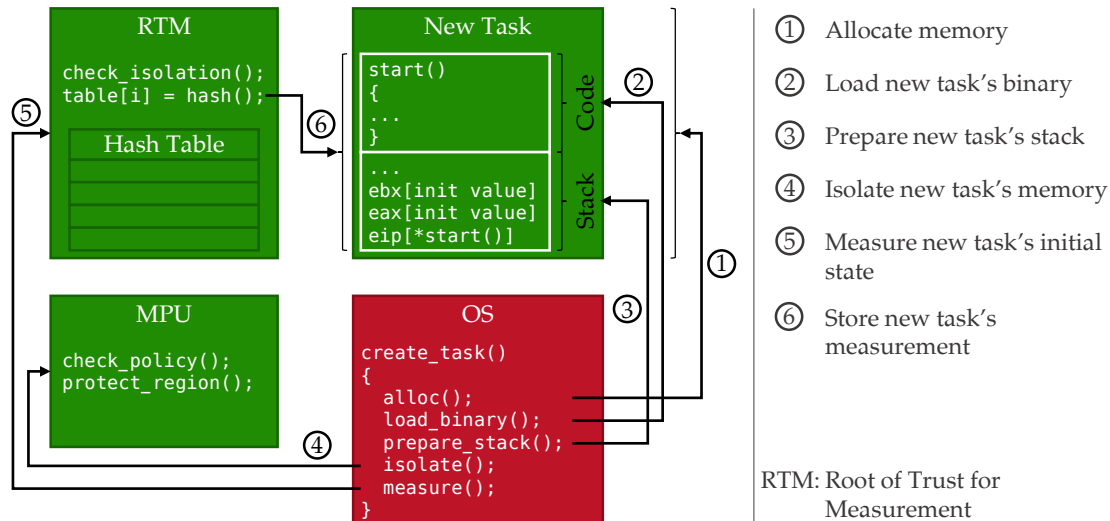 RTM
check_isolation();
table[i] = hash();
Hash Table
New Task
start()
{
...
}
Code
...
ebx[init value]
eax[init value]
eip[*start()]
Stack
MPU
check_policy();
protect_region();
OS
create_task()
{
alloc();
load_binary();
prepare_stack();
isolate();
measure();
}
5
6
2
1
3
4
1 Allocate memory
2 Load new task's binary
3 Prepare new task's stack
4 Isolate new task's memory
5 Measure new task's initial
state
6 Store new task's
measurement
RTM: Root of Trust for
Measurement